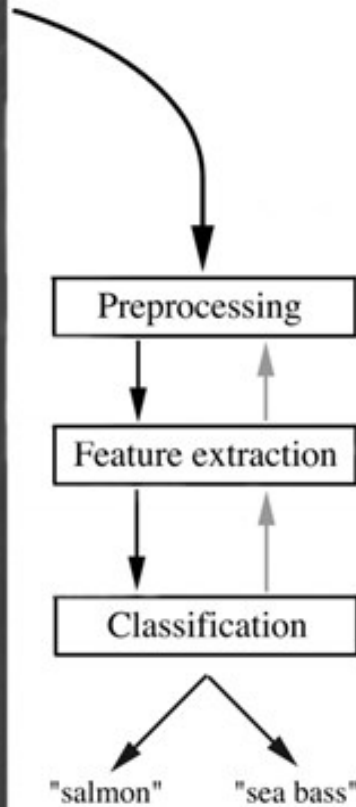 Preprocessing
Feature extraction
Classification
"salmon" "sea bass"